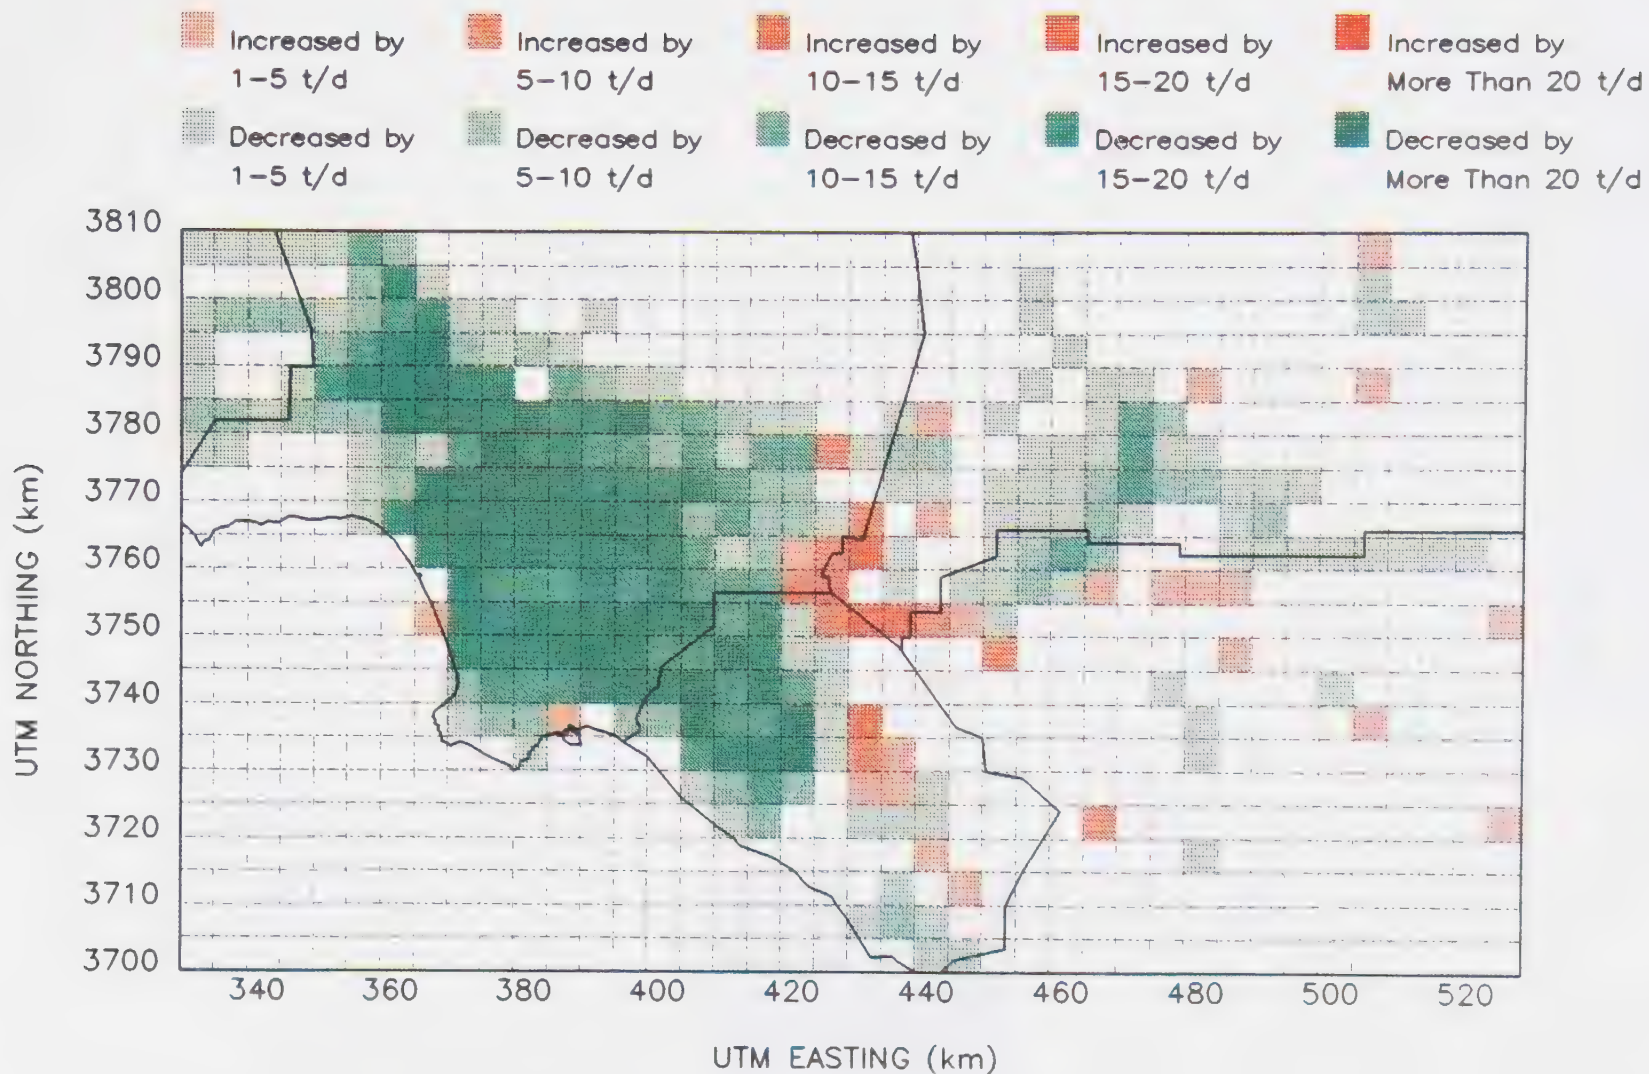 Increased by
1-5 t/d
Increased by
5-10 t/d
Increased by
10-15 t/d
Increased by
15-20 t/d
Increased by
More Than 20 t/d
Decreased by
1-5 t/d
Decreased by
5-10 t/d
Decreased by
10-15 t/d
Decreased by
15-20 t/d
Decreased by
More Than 20 t/d
3810
3800
3790
3780
3770
3760
3750
3740
3730
3720
3710
3700
UTM NORTHING (km)
340 360 380 400 420 440 460 480 500 520
UTM EASTING (km)